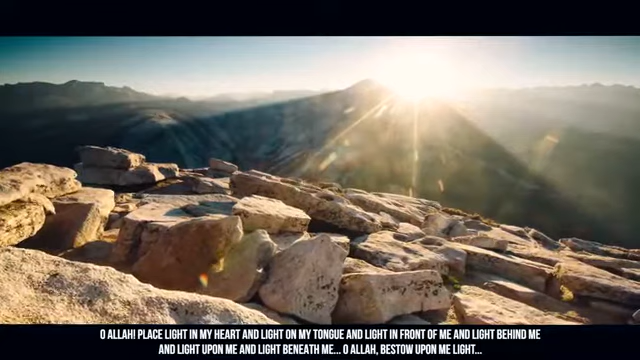 O ALLAH! PLACE LIGHT IN MY HEART AND LIGHT ON MY TONGUE AND LIGHT IN FRONT OF ME AND LIGHT BEHIND ME
AND LIGHT UPON ME AND LIGHT BENEATH ME... O ALLAH, BESTOW UPON ME LIGHT...